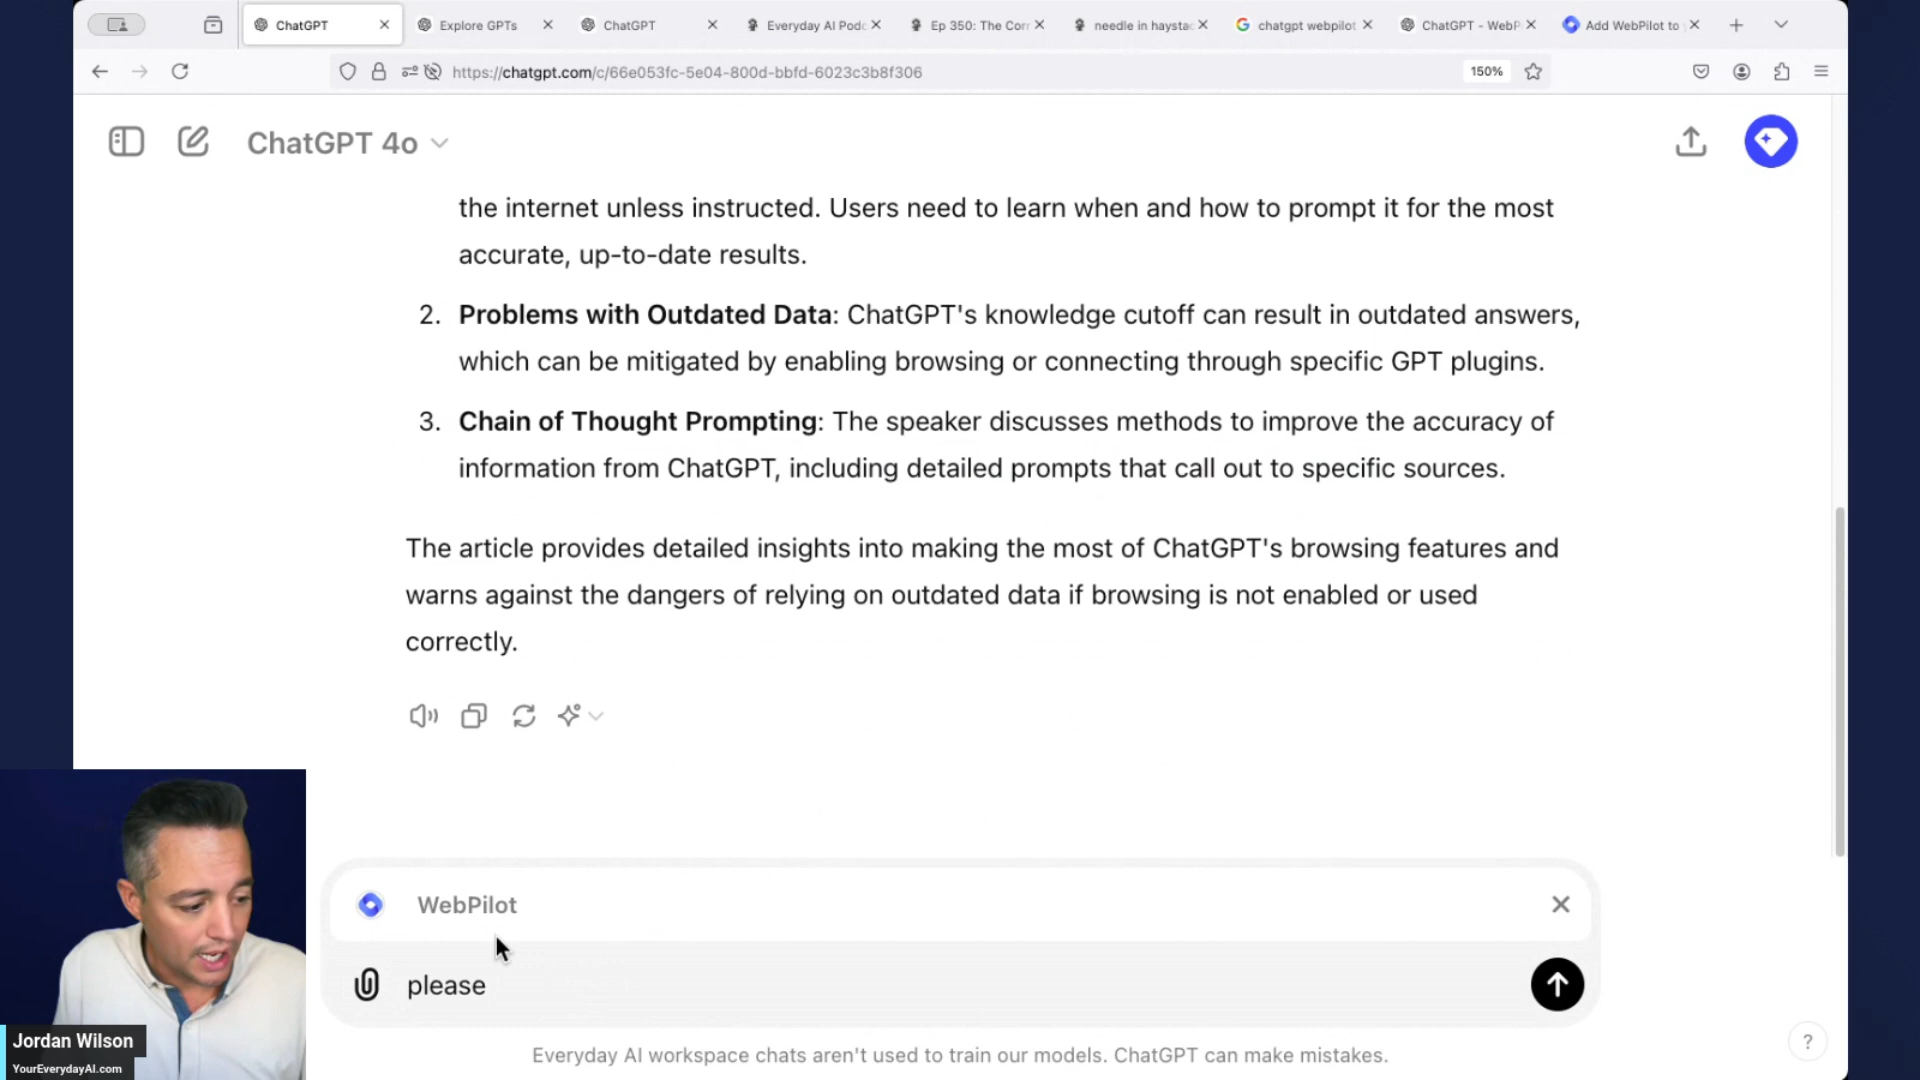 ChatGPT
Explore GPTs
ChatGPT
Everyday AI Podc
Ep 350: The Corr
needle in haystac
chatgpt webpilot
ChatGPT - WebP
Add WebPilot to
https://chatgpt.com/c/66e053fc-5e04-800d-bbfd-6023c3b8f306
150%
ChatGPT 4o
the internet unless instructed. Users need to learn when and how to prompt it for the most
accurate, up-to-date results.
2. Problems with Outdated Data: ChatGPT's knowledge cutoff can result in outdated answers,
which can be mitigated by enabling browsing or connecting through specific GPT plugins.
3. Chain of Thought Prompting: The speaker discusses methods to improve the accuracy of
information from ChatGPT, including detailed prompts that call out to specific sources.
The article provides detailed insights into making the most of ChatGPT's browsing features and
warns against the dangers of relying on outdated data if browsing is not enabled or used
correctly.
WebPilot
please
Jordan Wilson
YourEverydayAI.com
Everyday AI workspace chats aren't used to train our models. ChatGPT can make mistakes.
?